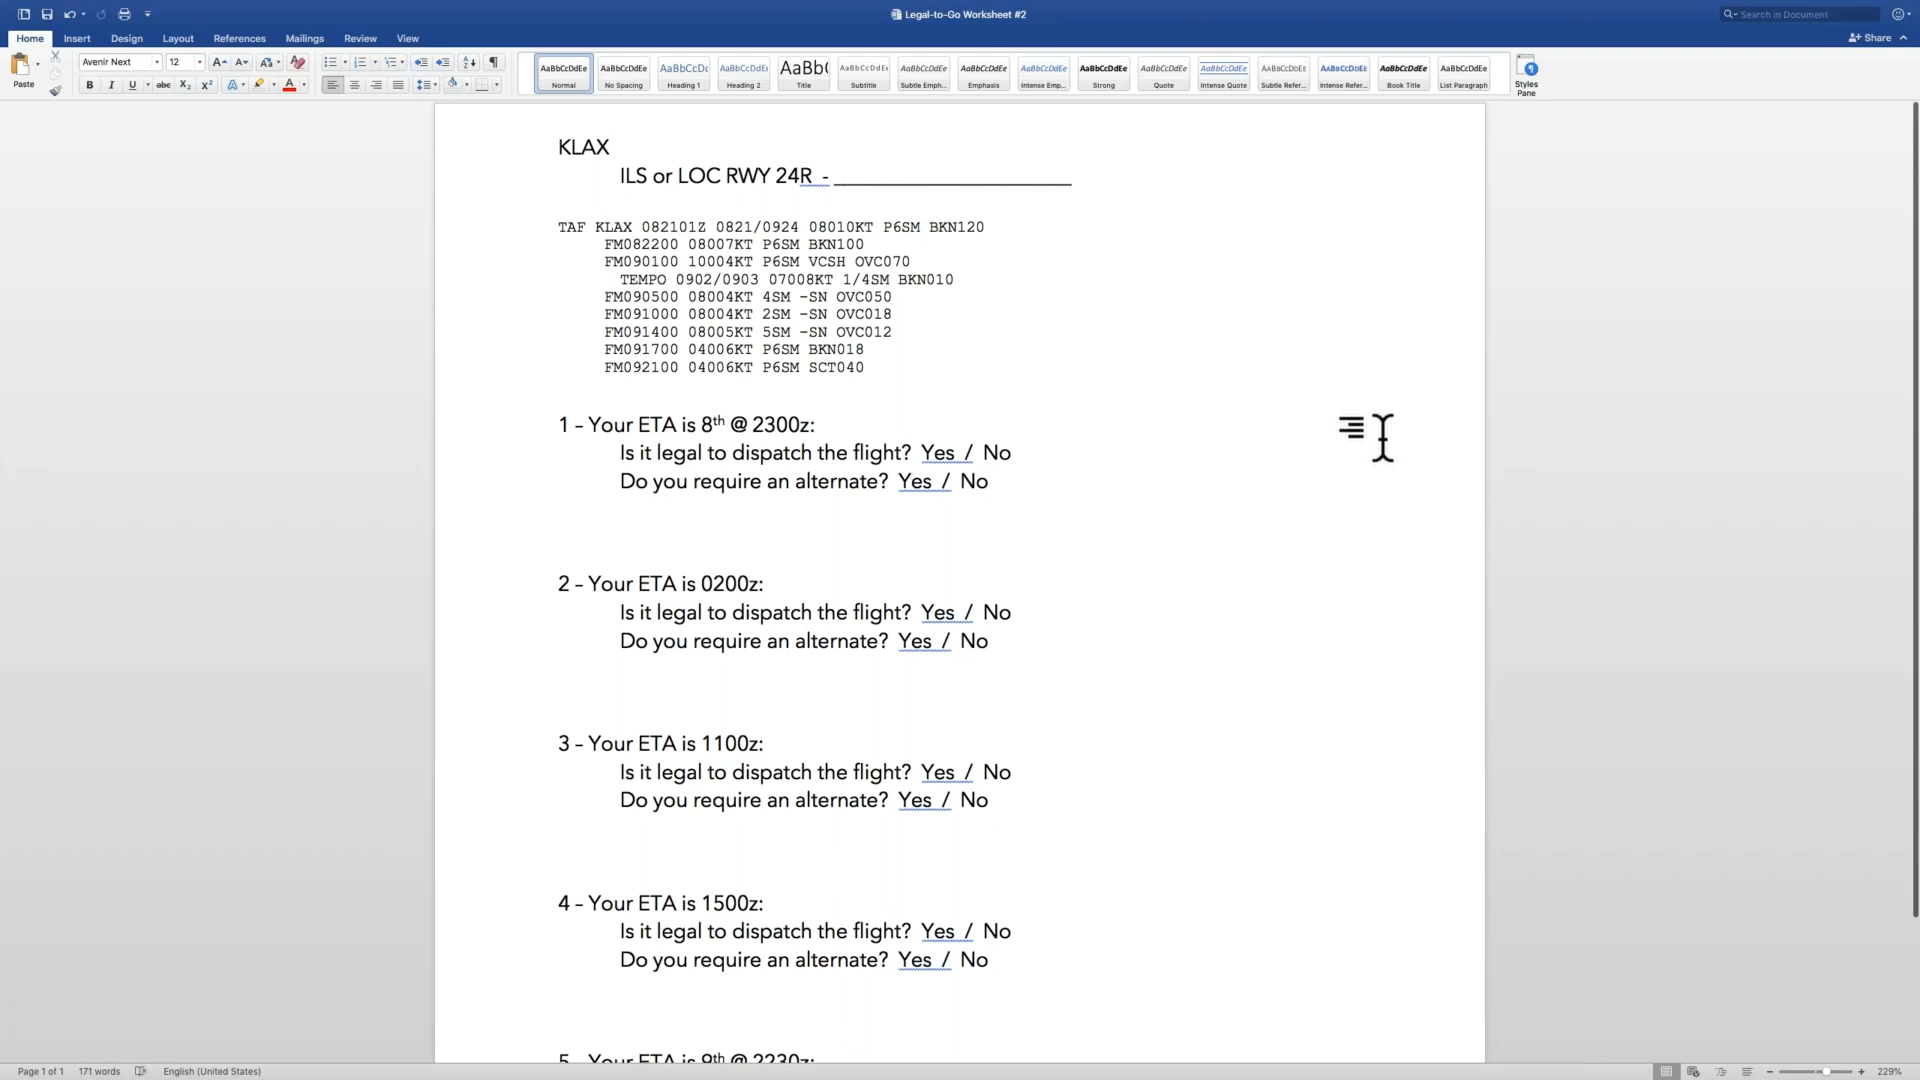 Legal-to-Go Worksheet #2
Search in Document
Home Insert Design Layout References Mailings Review View
Share
Paste
Avenir Next 12
AaBbCcDdEe AaBbCcDdEe AaBbCcDc AaBbCcDdEe AaBb( AaBbCcDdEe AaBbCcDdEe AaBbCcDdEe AaBbCcDdEe AaBbCcDdEe AaBbCcDdEe AaBbCcDdEe AaBbCcDdEe AaBbCcDdEe AaBbCcDdEe AaBbCcDdEe
Normal No Spacing Heading 1 Heading 2 Title Subtitle Subtle Emph... Emphasis Intense Emp... Strong Quote Intense Quote Subtle Refer... Intense Refer... Book Title List Paragraph
Styles Pane
KLAX
ILS or LOC RWY 24R - ______________________
TAF KLAX 082101Z 0821/0924 08010KT P6SM BKN120
FM082200 08007KT P6SM BKN100
FM090100 10004KT P6SM VCSH OVC070
TEMPO 0902/0903 07008KT 1/4SM BKN010
FM090500 08004KT 4SM -SN OVC050
FM091000 08004KT 2SM -SN OVC018
FM091400 08005KT 5SM -SN OVC012
FM091700 04006KT P6SM BKN018
FM092100 04006KT P6SM SCT040
1 – Your ETA is 8th @ 2300z:
Is it legal to dispatch the flight? Yes / No
Do you require an alternate? Yes / No
2 – Your ETA is 0200z:
Is it legal to dispatch the flight? Yes / No
Do you require an alternate? Yes / No
3 – Your ETA is 1100z:
Is it legal to dispatch the flight? Yes / No
Do you require an alternate? Yes / No
4 – Your ETA is 1500z:
Is it legal to dispatch the flight? Yes / No
Do you require an alternate? Yes / No
5 – Your ETA is 9th @ 2230z:
Page 1 of 1 171 words English (United States) 229%